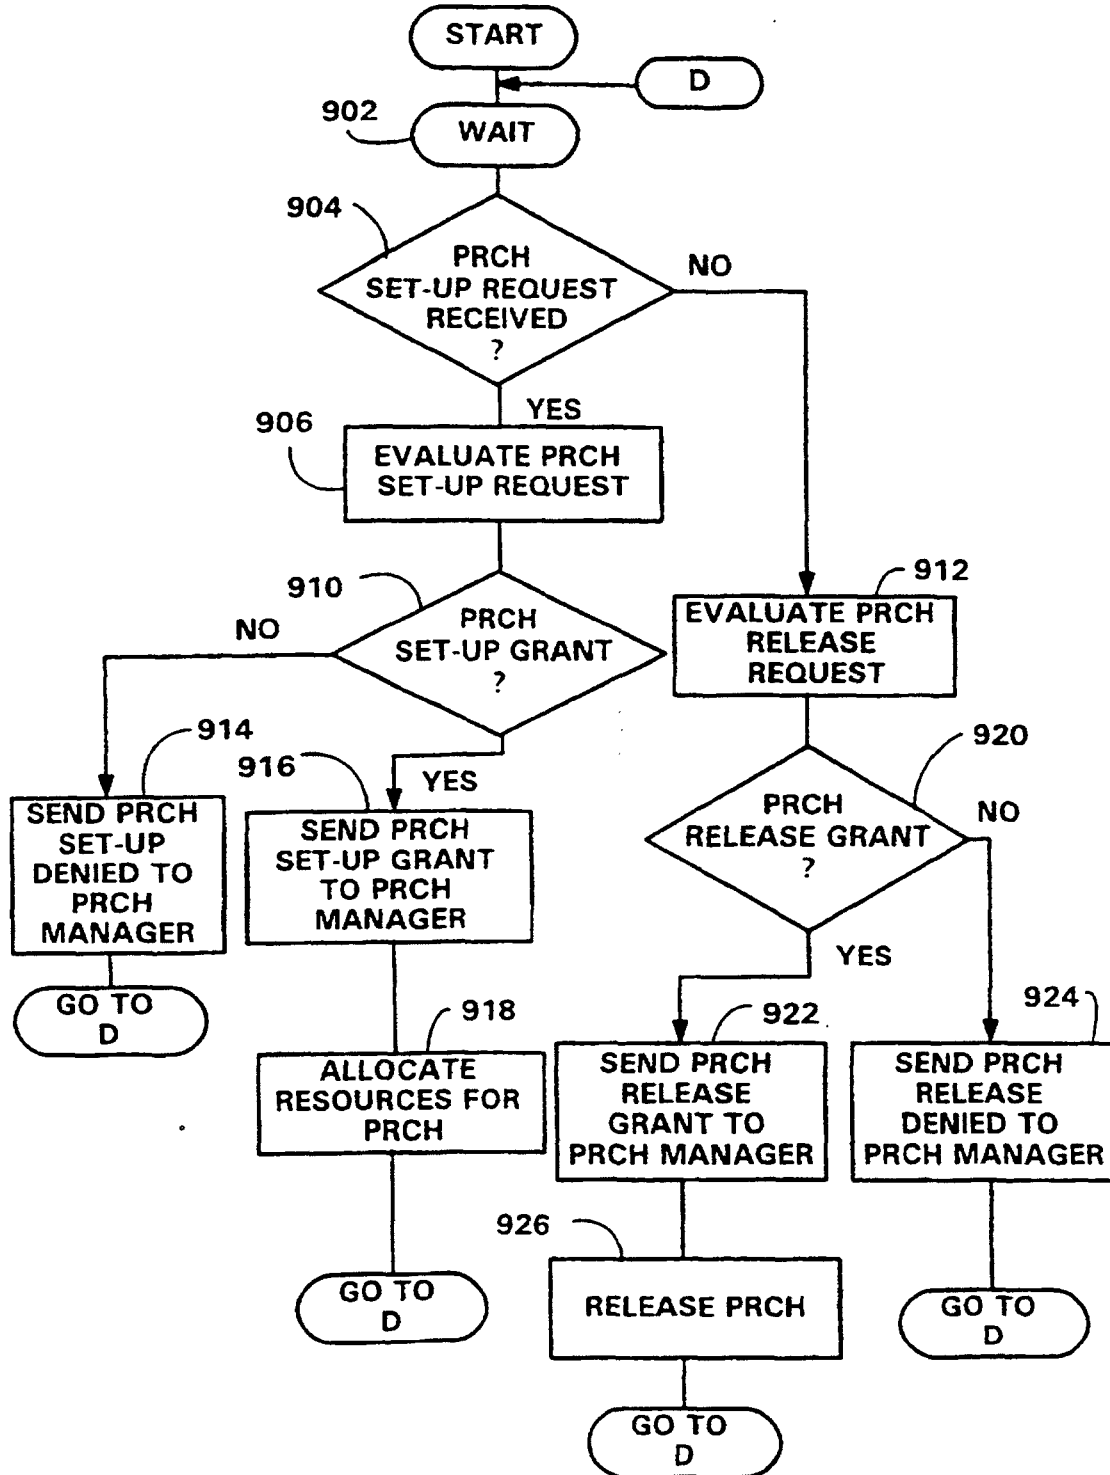 START
D
902
WAIT
904
PRCH
SET-UP REQUEST
RECEIVED
?
NO
YES
906
EVALUATE PRCH
SET-UP REQUEST
910
PRCH
SET-UP GRANT
?
NO
YES
912
EVALUATE PRCH
RELEASE
REQUEST
914
SEND PRCH
SET-UP
DENIED TO
PRCH
MANAGER
GO TO
D
916
SEND PRCH
SET-UP GRANT
TO PRCH
MANAGER
918
ALLOCATE
RESOURCES FOR
PRCH
GO TO
D
920
PRCH
RELEASE GRANT
?
NO
YES
922
SEND PRCH
RELEASE
GRANT TO
PRCH MANAGER
924
SEND PRCH
RELEASE
DENIED TO
PRCH MANAGER
926
RELEASE PRCH
GO TO
D
GO TO
D